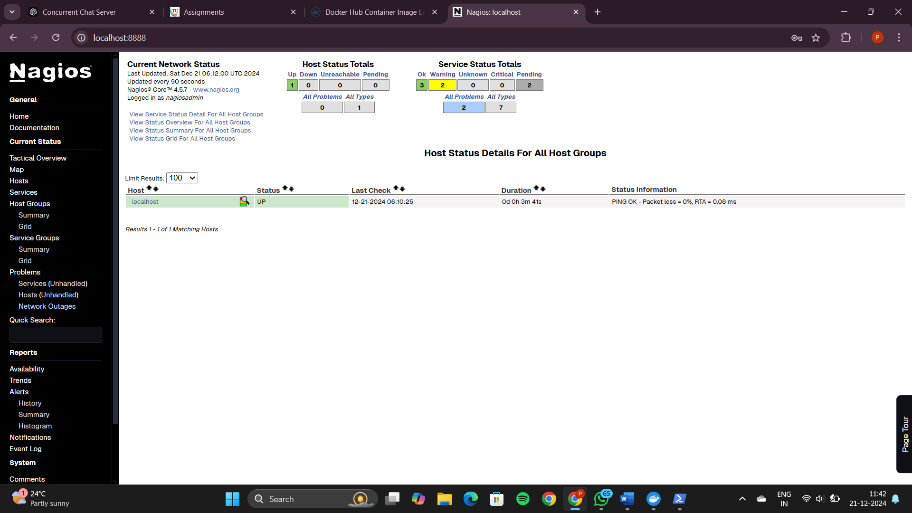 Concurrent Chat Server
Assignments
Docker Hub Container Image Li
Nagios: localhost
localhost:8888
P
Nagios®
General
Home
Documentation
Current Status
Tactical Overview
Map
Hosts
Services
Host Groups
Summary
Grid
Service Groups
Summary
Grid
Problems
Services (Unhandled)
Hosts (Unhandled)
Network Outages
Quick Search:
Reports
Availability
Trends
Alerts
History
Summary
Histogram
Notifications
Event Log
System
Comments
Current Network Status
Last Updated: Sat Dec 21 06:12:00 UTC 2024
Updated every 90 seconds
Nagios® Core™ 4.5.7 - www.nagios.org
Logged in as nagiosadmin
View Service Status Detail For All Host Groups
View Status Overview For All Host Groups
View Status Summary For All Host Groups
View Status Grid For All Host Groups
Host Status Totals
Up Down Unreachable Pending
1 0 0 0
All Problems All Types
0 1
Service Status Totals
Ok Warning Unknown Critical Pending
3 2 0 0 2
All Problems All Types
2 7
Host Status Details For All Host Groups
Limit Results: 100
Host Status Last Check Duration Status Information
localhost UP 12-21-2024 06:10:25 0d 0h 3m 41s PING OK - Packet loss = 0%, RTA = 0.08 ms
Results 1 - 1 of 1 Matching Hosts
Page Tour
1
24°C
Partly sunny
Search
P
65
ENG
IN
11:42
21-12-2024